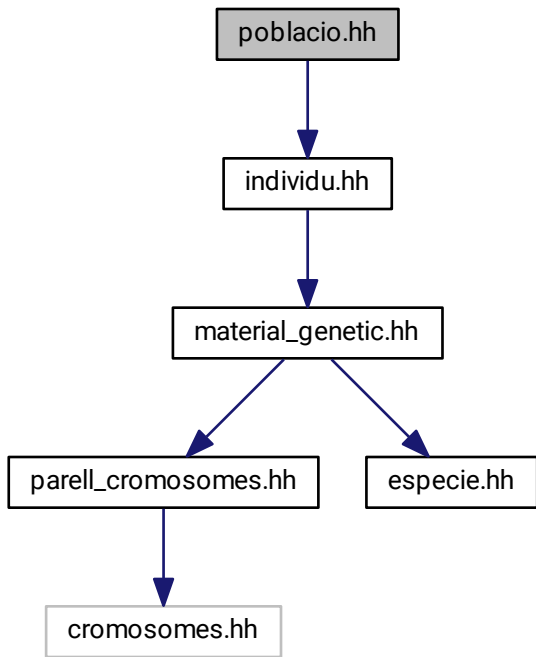 poblacio.hh
individu.hh
material_genetic.hh
parell_cromosomes.hh
especie.hh
cromosomes.hh